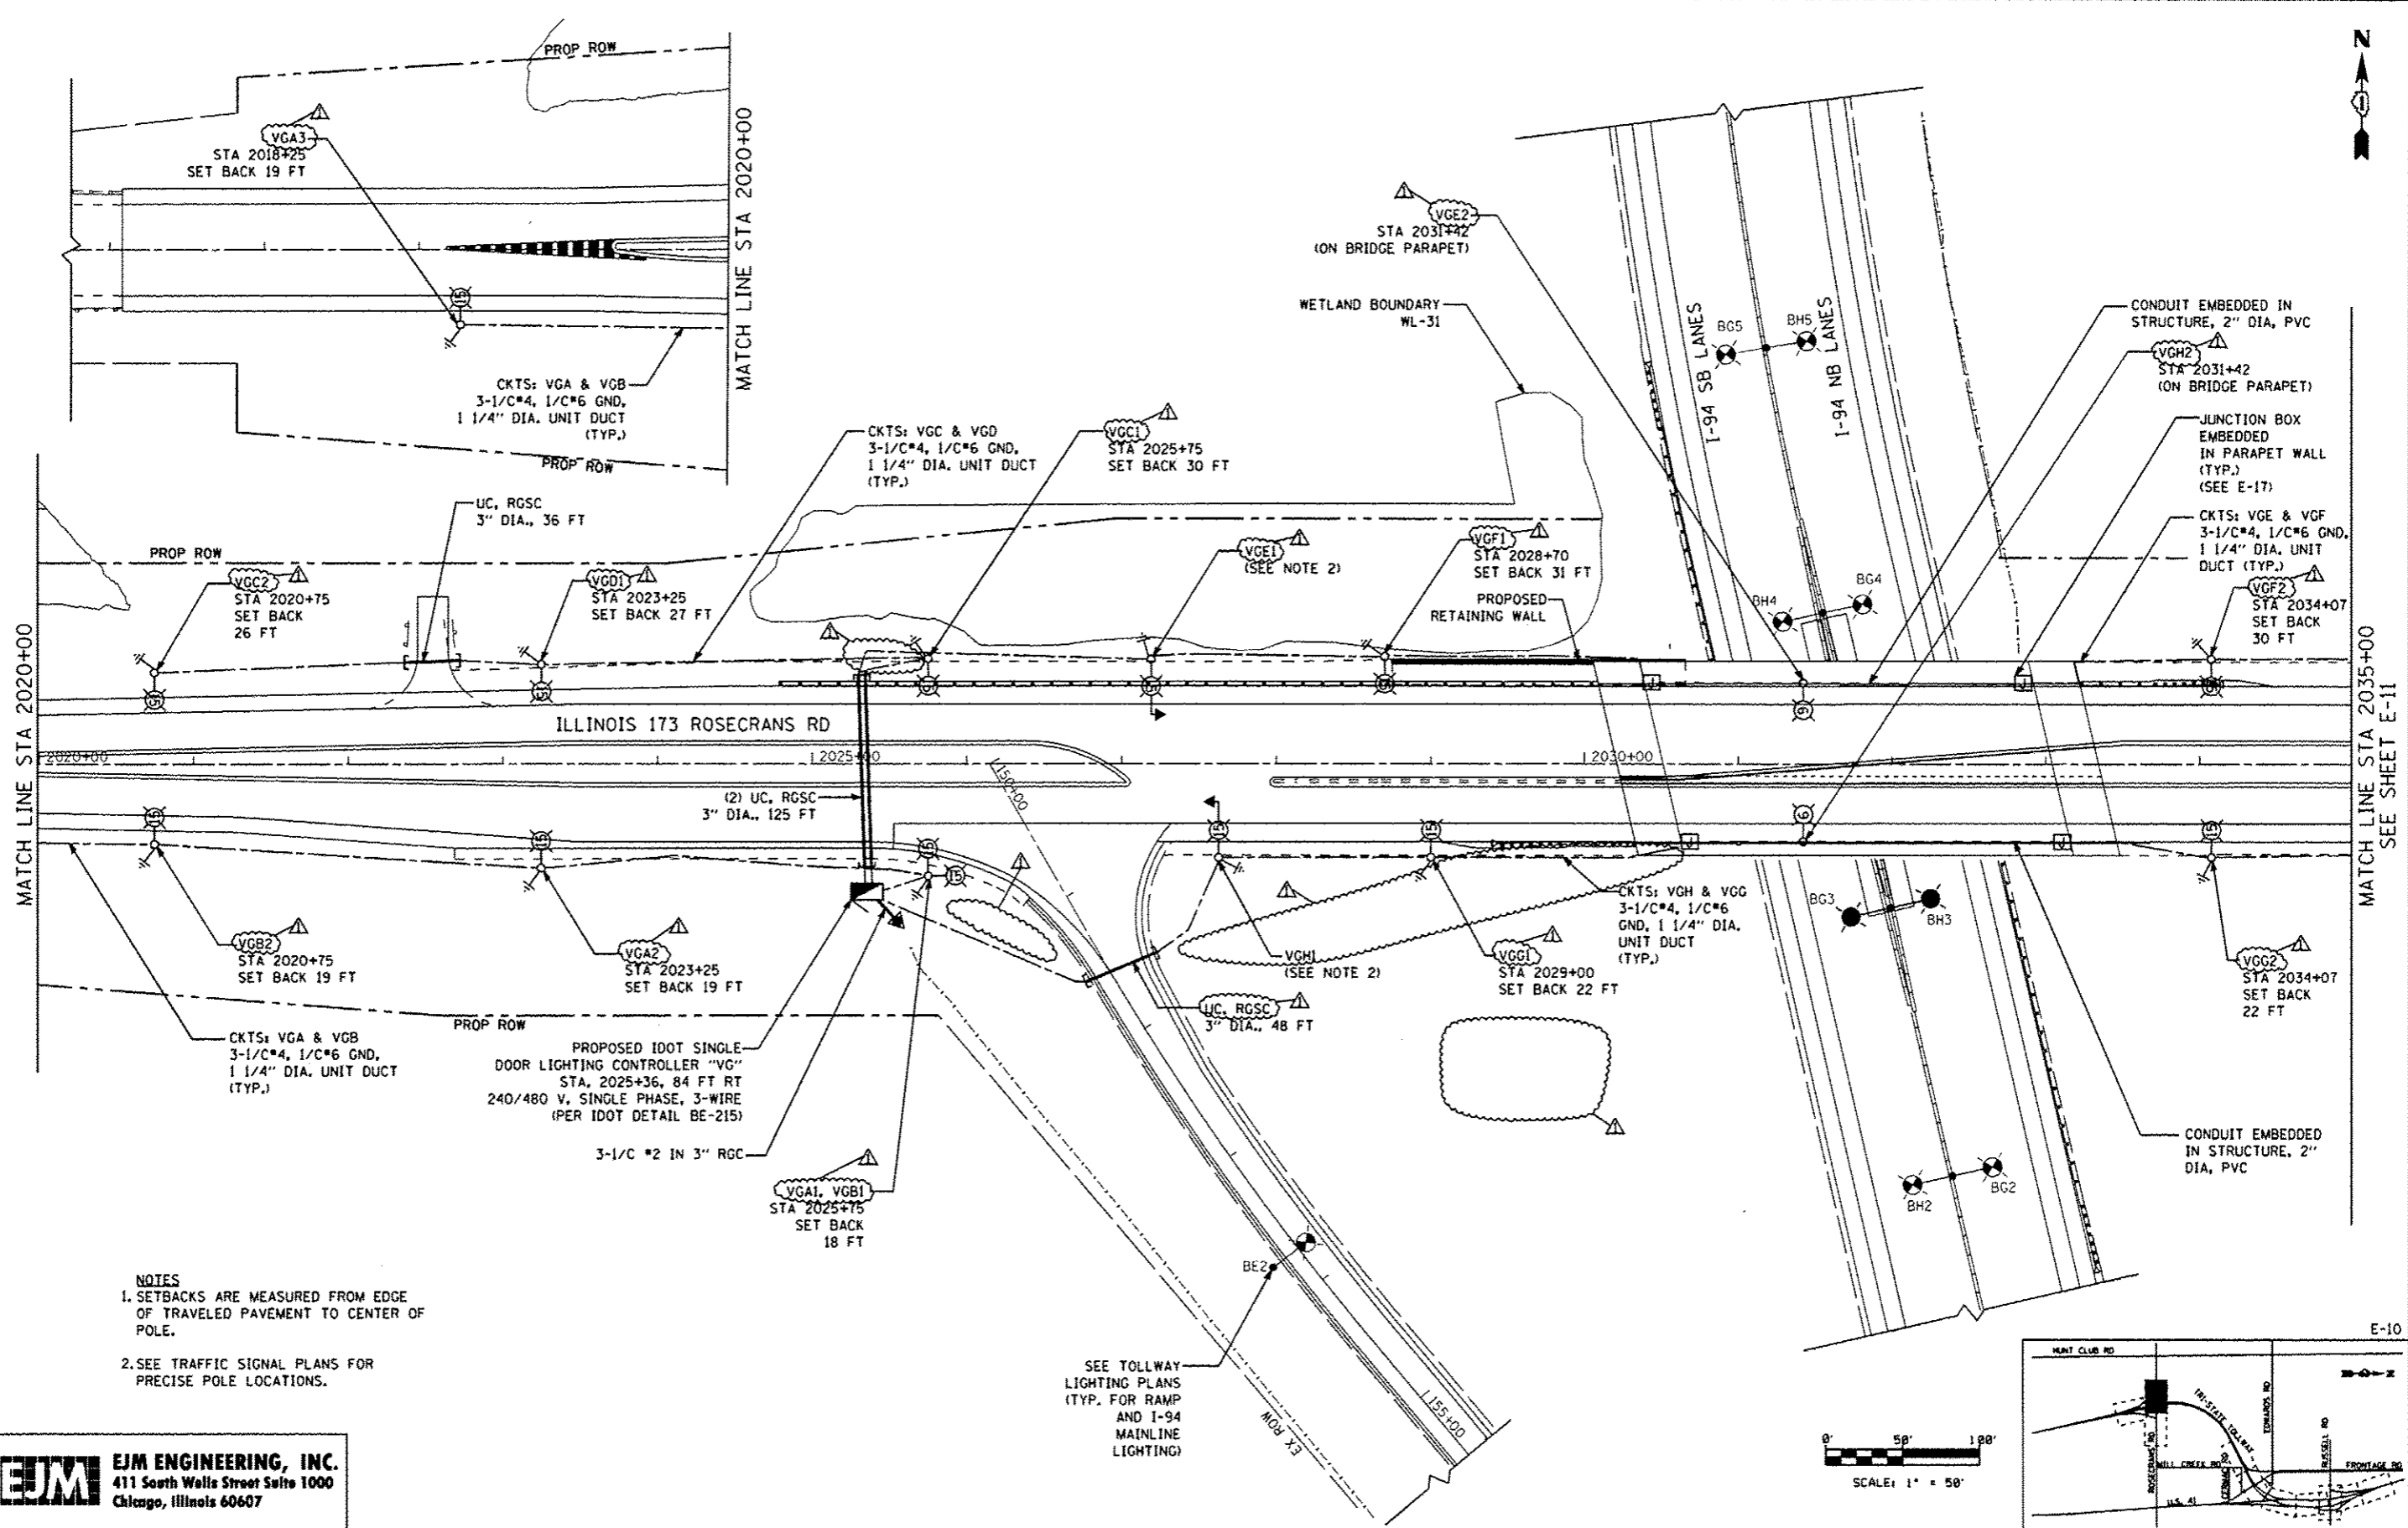 PROP ROW
N
1
VGA3
STA 2018+25
SET BACK 19 FT
15
CKTS: VGA & VGB
3-1/C#4, 1/C#6 GND,
1 1/4" DIA. UNIT DUCT
(TYP.)
PROP ROW
MATCH LINE STA 2020+00
VGE2
STA 2031+42
(ON BRIDGE PARAPET)
WETLAND BOUNDARY
WL-31
I-94 SB LANES
I-94 NB LANES
BG5
BH5
CONDUIT EMBEDDED IN
STRUCTURE, 2" DIA, PVC
VGH2
STA 2031+42
(ON BRIDGE PARAPET)
JUNCTION BOX
EMBEDDED
IN PARAPET WALL
(TYP.)
(SEE E-17)
CKTS: VGE & VGF
3-1/C#4, 1/C#6 GND,
1 1/4" DIA. UNIT
DUCT (TYP.)
VGF2
STA 2034+07
SET BACK
30 FT
UC, RGSC
3" DIA., 36 FT
CKTS: VGC & VGD
3-1/C#4, 1/C#6 GND,
1 1/4" DIA. UNIT DUCT
(TYP.)
VGC1
STA 2025+75
SET BACK 30 FT
PROP ROW
VGC2
STA 2020+75
SET BACK
26 FT
VGD1
STA 2023+25
SET BACK 27 FT
VGE1
(SEE NOTE 2)
VGF1
STA 2028+70
SET BACK 31 FT
PROPOSED
RETAINING WALL
BH4
BG4
15
15
15
15
15
9
15
J
J
MATCH LINE STA 2020+00
ILLINOIS 173 ROSECRANS RD
2020+00
2025+00
2030+00
1150+00
MATCH LINE STA 2035+00
SEE SHEET E-11
(2) UC, RGSC
3" DIA., 125 FT
15
15
15
15
15
15
9
15
J
J
VGB2
STA 2020+75
SET BACK 19 FT
VGA2
STA 2023+25
SET BACK 19 FT
VGH1
(SEE NOTE 2)
VGG1
STA 2029+00
SET BACK 22 FT
CKTS: VGH & VGG
3-1/C#4, 1/C#6
GND, 1 1/4" DIA.
UNIT DUCT
(TYP.)
BG3
BH3
VGG2
STA 2034+07
SET BACK
22 FT
UC, RGSC
3" DIA., 48 FT
PROP ROW
CKTS: VGA & VGB
3-1/C#4, 1/C#6 GND,
1 1/4" DIA. UNIT DUCT
(TYP.)
PROPOSED IDOT SINGLE
DOOR LIGHTING CONTROLLER "VG"
STA. 2025+36, 84 FT RT
240/480 V, SINGLE PHASE, 3-WIRE
(PER IDOT DETAIL BE-215)
3-1/C #2 IN 3" RGC
VGA1, VGB1
STA 2025+75
SET BACK
18 FT
CONDUIT EMBEDDED
IN STRUCTURE, 2"
DIA, PVC
BH2
BG2
BE2
NOTES
1. SETBACKS ARE MEASURED FROM EDGE
OF TRAVELED PAVEMENT TO CENTER OF
POLE.
2. SEE TRAFFIC SIGNAL PLANS FOR
PRECISE POLE LOCATIONS.
SEE TOLLWAY
LIGHTING PLANS
(TYP. FOR RAMP
AND I-94
MAINLINE
LIGHTING)
EX ROW
1155+00
0' 50' 100'
SCALE: 1" = 50'
E-10
HUNT CLUB RD
TRI-STATE TOLLWAY
EDWARDS RD
ROSECRANS RD
MILL CREEK RD
RUSSELL RD
FRONTAGE RD
U.S. 41
EJM
EJM ENGINEERING, INC.
411 South Wells Street Suite 1000
Chicago, Illinois 60607